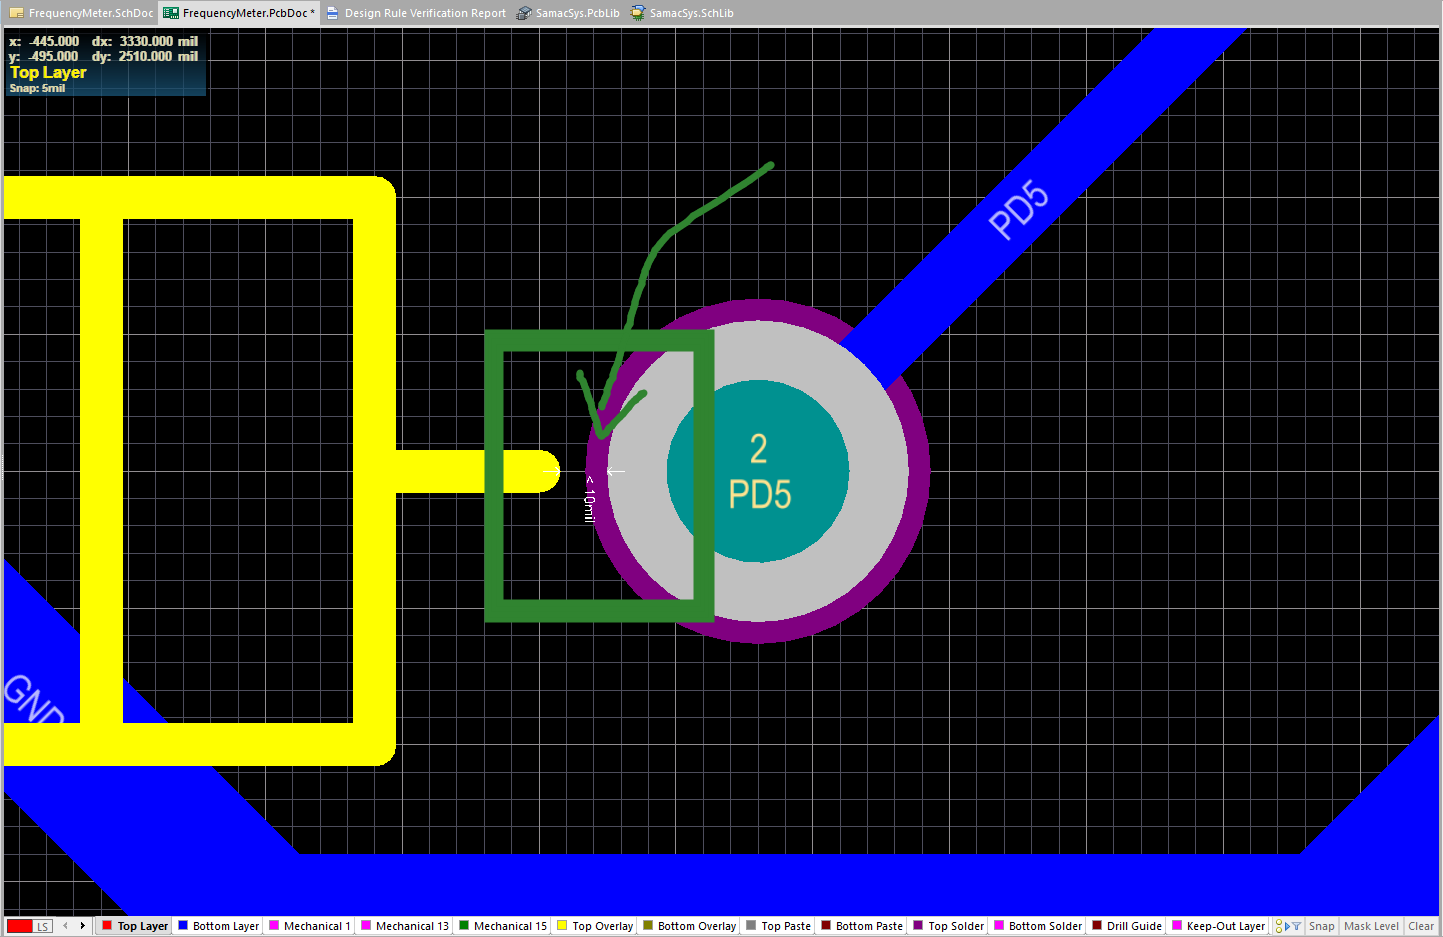 FrequencyMeter.SchDoc FrequencyMeter.PcbDoc * Design Rule Verification Report SamacSys.PcbLib SamacSys.SchLib
x: -445.000 dx: 3330.000 mil
y: -495.000 dy: 2510.000 mil
Top Layer
Snap: 5mil
PD5
2
PD5
< 10mil
GND
LS Top Layer Bottom Layer Mechanical 1 Mechanical 13 Mechanical 15 Top Overlay Bottom Overlay Top Paste Bottom Paste Top Solder Bottom Solder Drill Guide Keep-Out Layer Snap Mask Level Clear